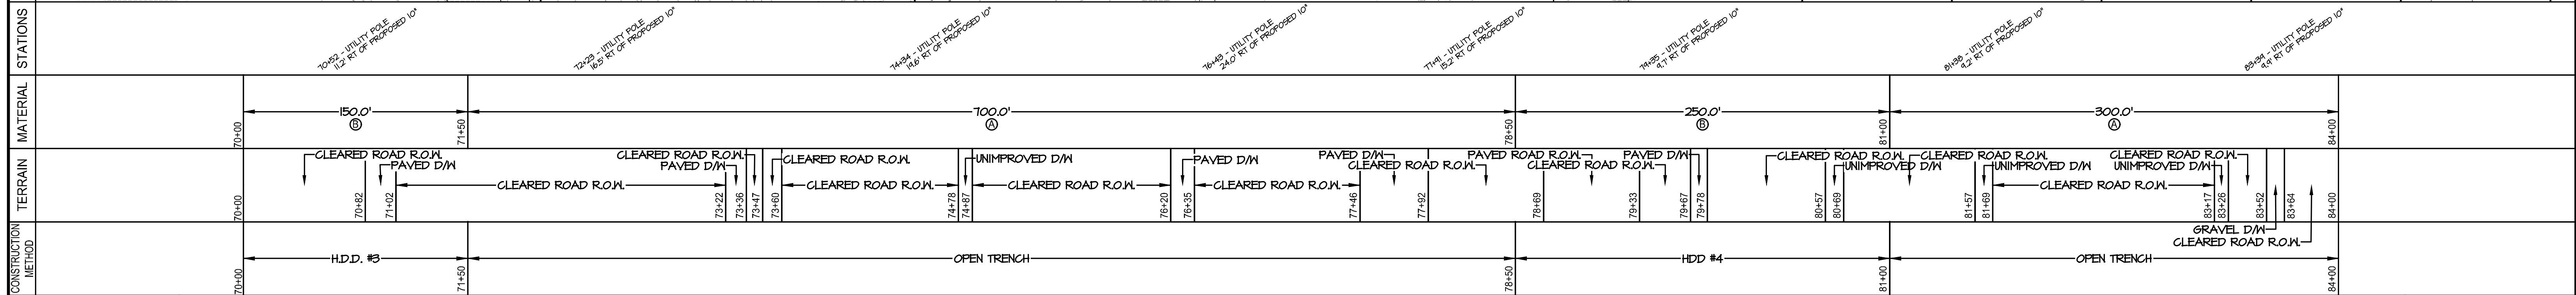 STATIONS
70+52 - UTILITY POLE
11.2' RT OF PROPOSED 10"
72+23 - UTILITY POLE
16.5' RT OF PROPOSED 10"
74+34 - UTILITY POLE
19.6' RT OF PROPOSED 10"
76+43 - UTILITY POLE
24.0' RT OF PROPOSED 10"
77+91 - UTILITY POLE
15.2' RT OF PROPOSED 10"
79+35 - UTILITY POLE
9.7' RT OF PROPOSED 10"
81+38 - UTILITY POLE
9.2' RT OF PROPOSED 10"
83+39 - UTILITY POLE
9.9' RT OF PROPOSED 10"
MATERIAL
70+00
150.0'
B
71+50
700.0'
A
78+50
250.0'
B
81+00
300.0'
A
84+00
TERRAIN
70+00
CLEARED ROAD R.O.W.
70+82
PAVED D/W
71+02
CLEARED ROAD R.O.W.
73+22
PAVED D/W
73+36
CLEARED ROAD R.O.W.
73+47
73+60
CLEARED ROAD R.O.W.
CLEARED ROAD R.O.W.
74+78
UNIMPROVED D/W
74+87
CLEARED ROAD R.O.W.
76+20
PAVED D/W
76+35
CLEARED ROAD R.O.W.
77+46
PAVED D/W
77+92
CLEARED ROAD R.O.W.
78+69
PAVED ROAD R.O.W.
79+33
CLEARED ROAD R.O.W.
79+67
PAVED D/W
79+78
CLEARED ROAD R.O.W.
80+57
UNIMPROVED D/W
80+69
CLEARED ROAD R.O.W.
81+57
UNIMPROVED D/W
81+69
CLEARED ROAD R.O.W.
83+17
UNIMPROVED D/W
83+26
CLEARED ROAD R.O.W.
83+52
GRAVEL D/W
83+64
CLEARED ROAD R.O.W.
84+00
CONSTRUCTION
METHOD
70+00
H.D.D. #3
71+50
OPEN TRENCH
78+50
HDD #4
81+00
OPEN TRENCH
84+00